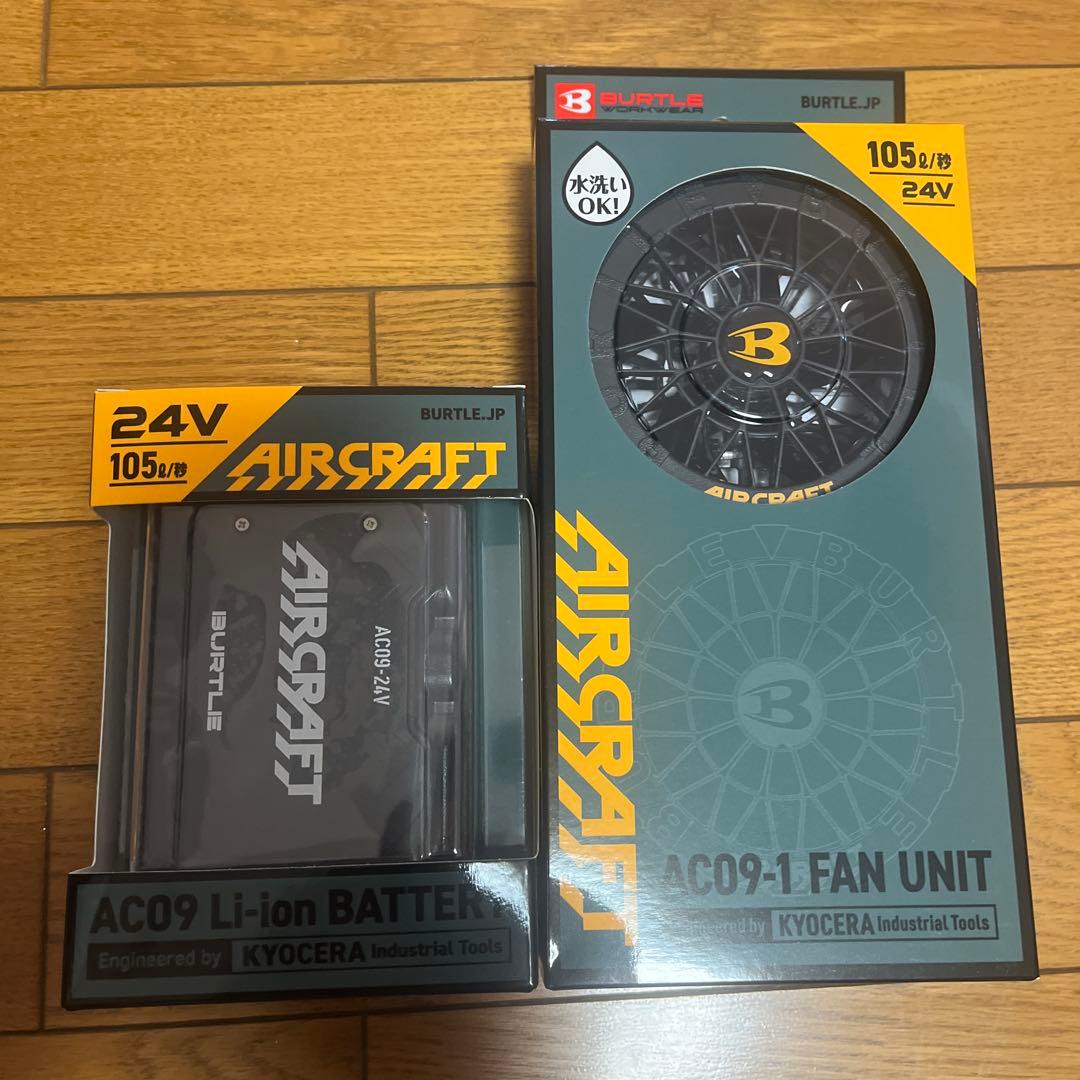 24V
105ℓ/秒
BURTLE.JP
AIRCRAFT
AIRCRAFT
BURTLE
AC09-24V
AC09 Li-ion BATTERY
Engineered by KYOCERA Industrial Tools
BURTLE
WORKWEAR
BURTLE.JP
水洗い
OK!
105ℓ/秒
24V
B
AIRCRAFT
AIRCRAFT
BURTLE
B
AC09-1 FAN UNIT
Engineered by KYOCERA Industrial Tools